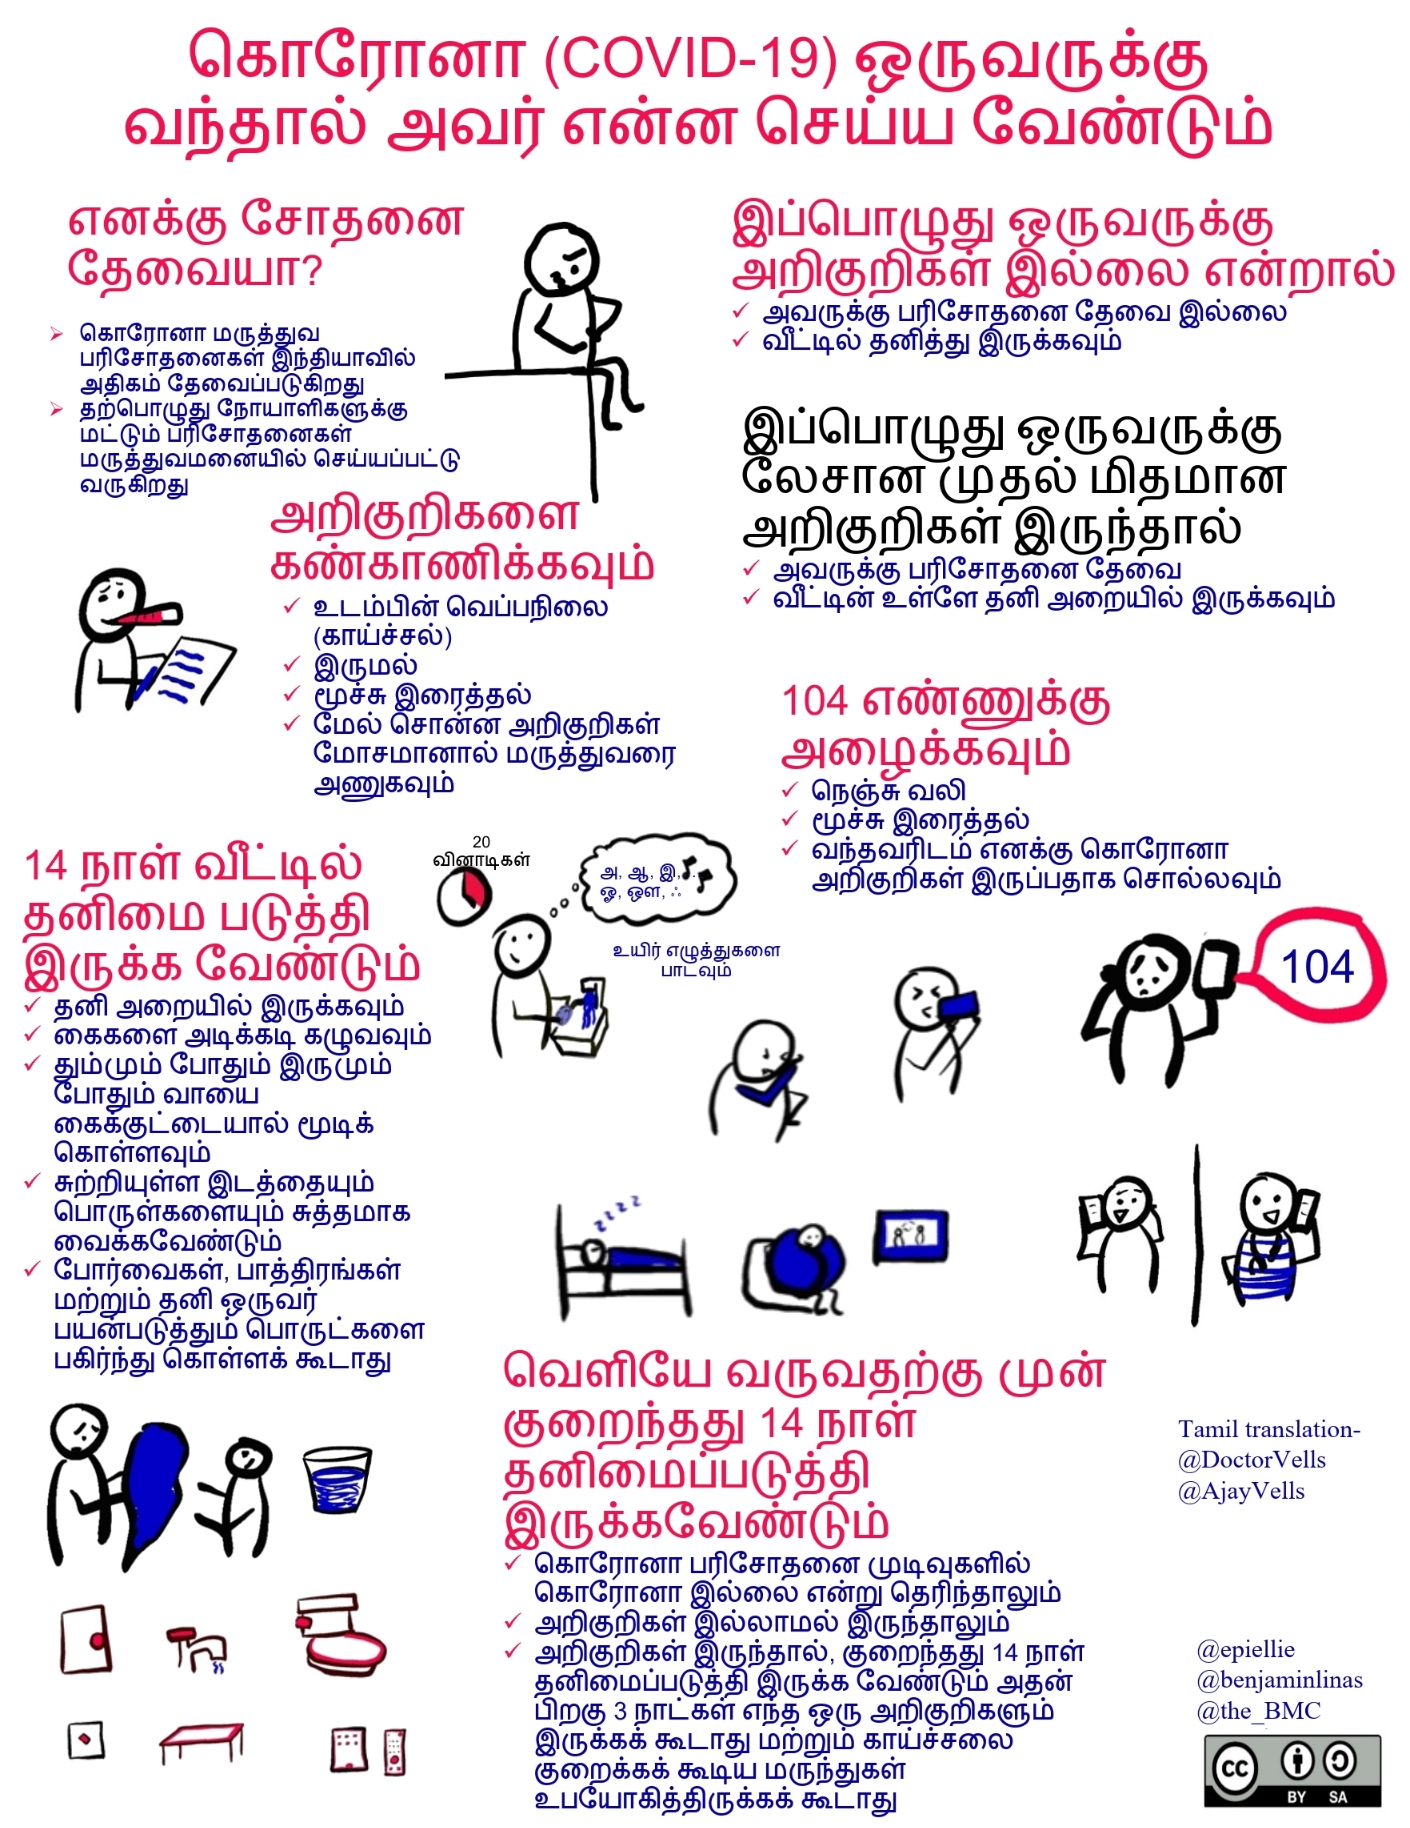 கொரோனா (COVID-19) ஒருவருக்கு
வந்தால் அவர் என்ன செய்ய வேண்டும்
எனக்கு சோதனை
தேவையா?
➢ கொரோனா மருத்துவ
பரிசோதனைகள் இந்தியாவில்
அதிகம் தேவைப்படுகிறது
➢ தற்பொழுது நோயாளிகளுக்கு
மட்டும் பரிசோதனைகள்
மருத்துவமனையில் செய்யப்பட்டு
வருகிறது
இப்பொழுது ஒருவருக்கு
அறிகுறிகள் இல்லை என்றால்
✓ அவருக்கு பரிசோதனை தேவை இல்லை
✓ வீட்டில் தனித்து இருக்கவும்
இப்பொழுது ஒருவருக்கு
லேசான முதல் மிதமான
அறிகுறிகள் இருந்தால்
✓ அவருக்கு பரிசோதனை தேவை
✓ வீட்டின் உள்ளே தனி அறையில் இருக்கவும்
அறிகுறிகளை
கண்காணிக்கவும்
✓ உடம்பின் வெப்பநிலை
(காய்ச்சல்)
✓ இருமல்
✓ மூச்சு இரைத்தல்
✓ மேல் சொன்ன அறிகுறிகள்
மோசமானால் மருத்துவரை
அணுகவும்
104 எண்ணுக்கு
அழைக்கவும்
✓ நெஞ்சு வலி
✓ மூச்சு இரைத்தல்
✓ வந்தவரிடம் எனக்கு கொரோனா
அறிகுறிகள் இருப்பதாக சொல்லவும்
104
14 நாள் வீட்டில்
தனிமை படுத்தி
இருக்க வேண்டும்
✓ தனி அறையில் இருக்கவும்
✓ கைகளை அடிக்கடி கழுவவும்
✓ தும்மும் போதும் இருமும்
போதும் வாயை
கைக்குட்டையால் மூடிக்
கொள்ளவும்
✓ சுற்றியுள்ள இடத்தையும்
பொருள்களையும் சுத்தமாக
வைக்கவேண்டும்
✓ போர்வைகள், பாத்திரங்கள்
மற்றும் தனி ஒருவர்
பயன்படுத்தும் பொருட்களை
பகிர்ந்து கொள்ளக் கூடாது
20
வினாடிகள்
அ, ஆ, இ,...
ஓ, ஔ, ஃ
உயிர் எழுத்துகளை
பாடவும்
zzzz
வெளியே வருவதற்கு முன்
குறைந்தது 14 நாள்
தனிமைப்படுத்தி
இருக்கவேண்டும்
✓ கொரோனா பரிசோதனை முடிவுகளில்
கொரோனா இல்லை என்று தெரிந்தாலும்
✓ அறிகுறிகள் இல்லாமல் இருந்தாலும்
✓ அறிகுறிகள் இருந்தால், குறைந்தது 14 நாள்
தனிமைப்படுத்தி இருக்க வேண்டும் அதன்
பிறகு 3 நாட்கள் எந்த ஒரு அறிகுறிகளும்
இருக்கக் கூடாது மற்றும் காய்ச்சலை
குறைக்கக் கூடிய மருந்துகள்
உபயோகித்திருக்கக் கூடாது
Tamil translation-
@DoctorVells
@AjayVells
@epiellie
@benjaminlinas
@the_BMC
cc
BY SA